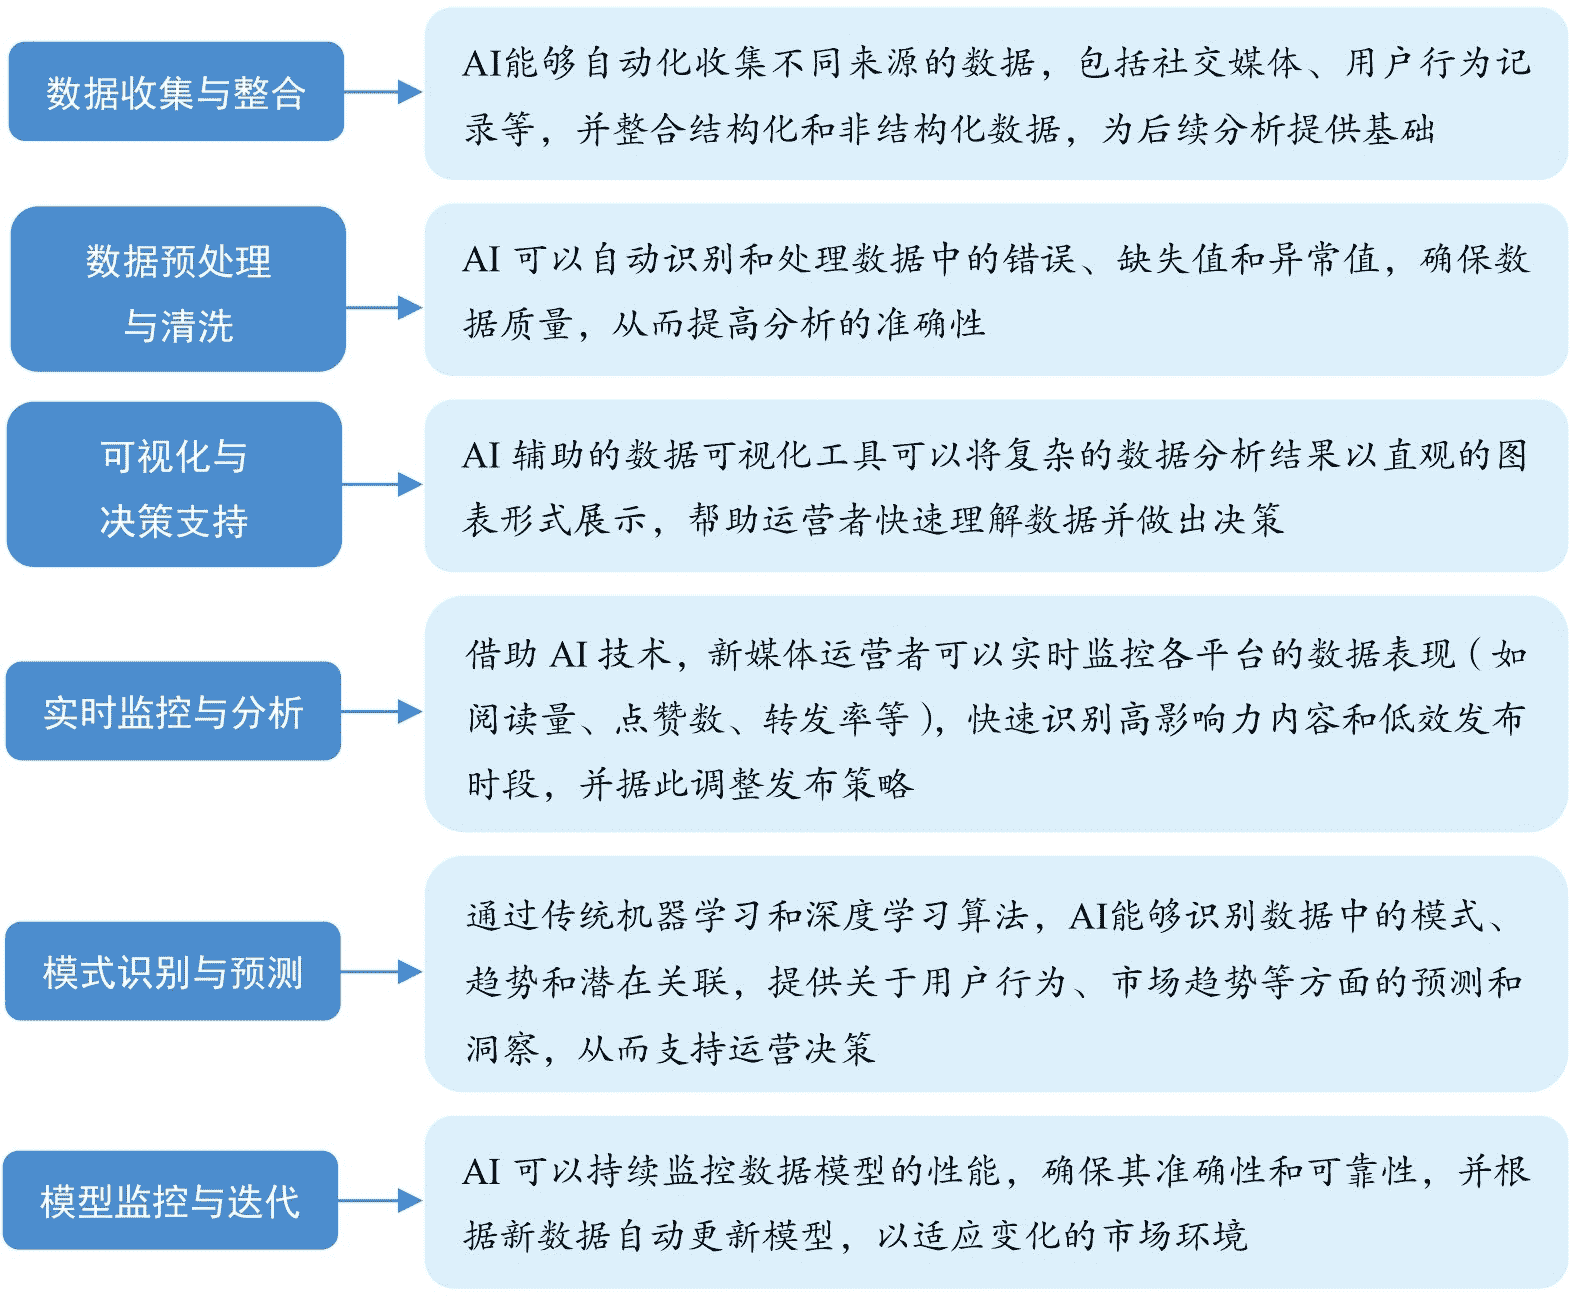 数据收集与整合
AI能够自动化收集不同来源的数据，包括社交媒体、用户行为记
录等，并整合结构化和非结构化数据，为后续分析提供基础
数据预处理
与清洗
AI 可以自动识别和处理数据中的错误、缺失值和异常值，确保数
据质量，从而提高分析的准确性
可视化与
决策支持
AI 辅助的数据可视化工具可以将复杂的数据分析结果以直观的图
表形式展示，帮助运营者快速理解数据并做出决策
实时监控与分析
借助 AI 技术，新媒体运营者可以实时监控各平台的数据表现（如
阅读量、点赞数、转发率等），快速识别高影响力内容和低效发布
时段，并据此调整发布策略
模式识别与预测
通过传统机器学习和深度学习算法，AI能够识别数据中的模式、
趋势和潜在关联，提供关于用户行为、市场趋势等方面的预测和
洞察，从而支持运营决策
模型监控与迭代
AI 可以持续监控数据模型的性能，确保其准确性和可靠性，并根
据新数据自动更新模型，以适应变化的市场环境